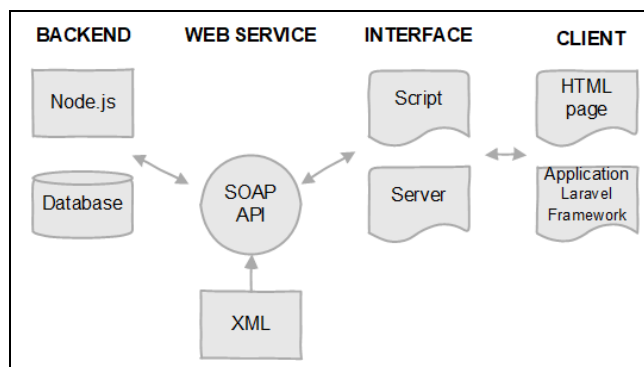 BACKEND WEB SERVICE INTERFACE CLIENT
Node.js
Script
HTML
page
Database
SOAP
API
Server
Application
Laravel
Framework
XML